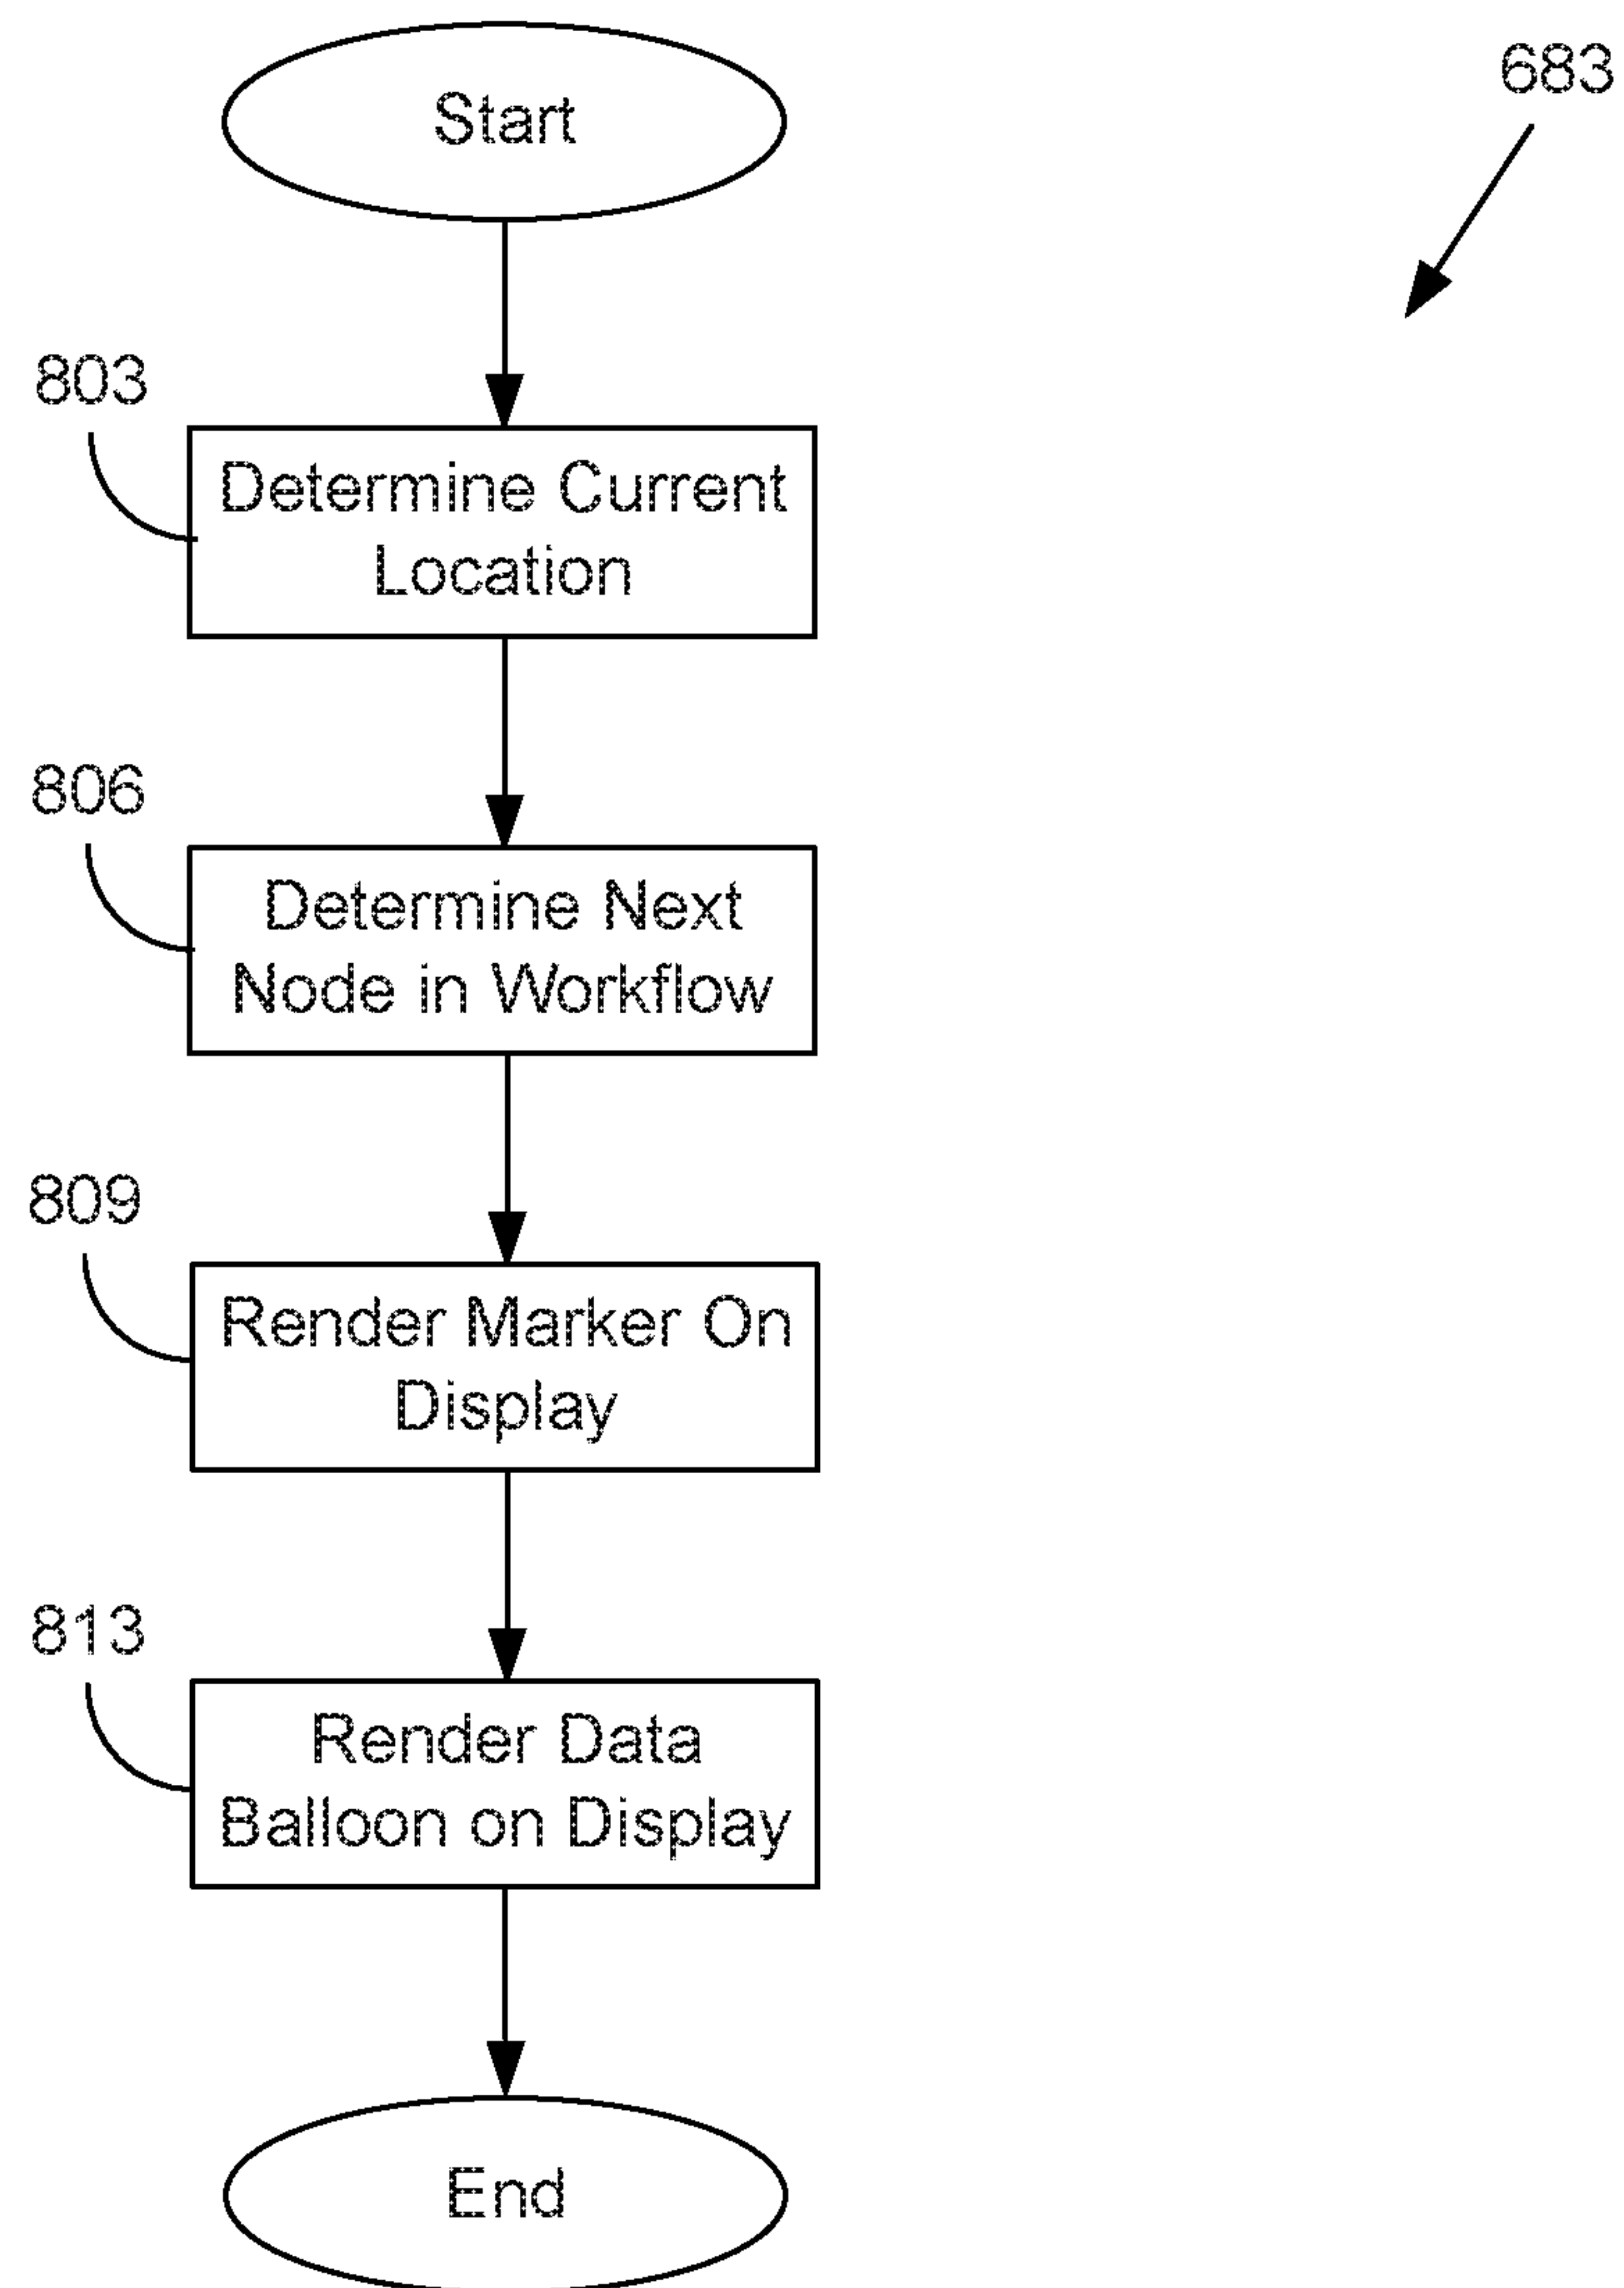 Start
683
803
Determine Current
Location
806
Determine Next
Node in Workflow
809
Render Marker On
Display
813
Render Data
Balloon on Display
End